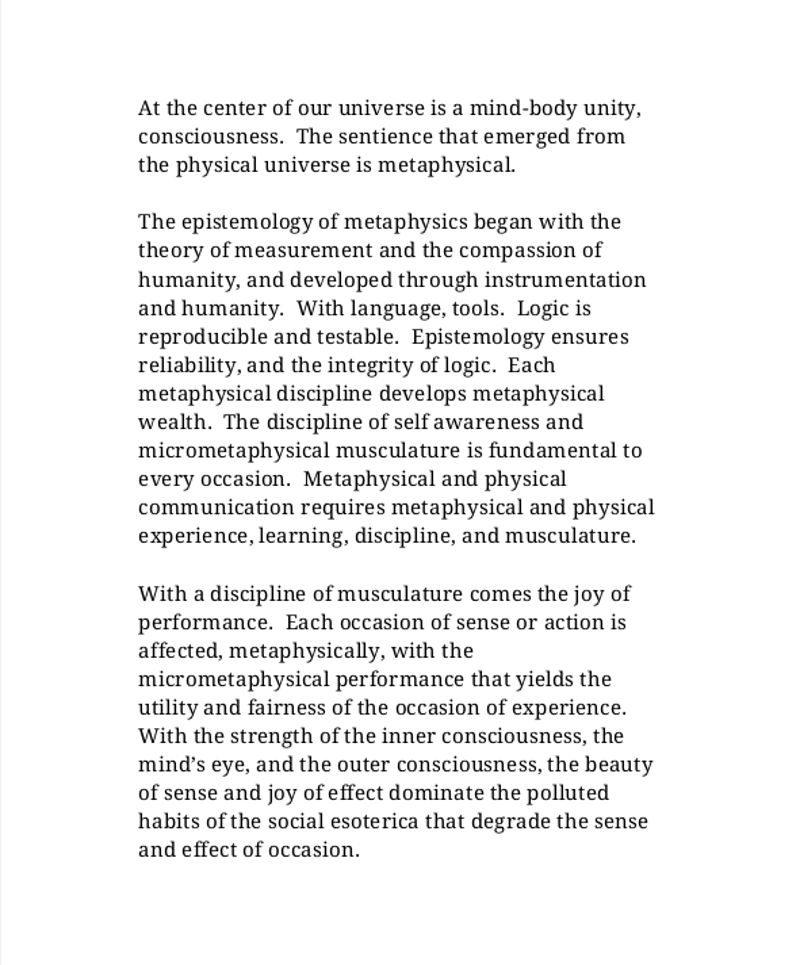 At the center of our universe is a mind-body unity,
consciousness.  The sentience that emerged from
the physical universe is metaphysical.

The epistemology of metaphysics began with the
theory of measurement and the compassion of
humanity, and developed through instrumentation
and humanity.  With language, tools.  Logic is
reproducible and testable.  Epistemology ensures
reliability, and the integrity of logic.  Each
metaphysical discipline develops metaphysical
wealth.  The discipline of self awareness and
micrometaphysical musculature is fundamental to
every occasion.  Metaphysical and physical
communication requires metaphysical and physical
experience, learning, discipline, and musculature.

With a discipline of musculature comes the joy of
performance.  Each occasion of sense or action is
affected, metaphysically, with the
micrometaphysical performance that yields the
utility and fairness of the occasion of experience.
With the strength of the inner consciousness, the
mind’s eye, and the outer consciousness, the beauty
of sense and joy of effect dominate the polluted
habits of the social esoterica that degrade the sense
and effect of occasion.